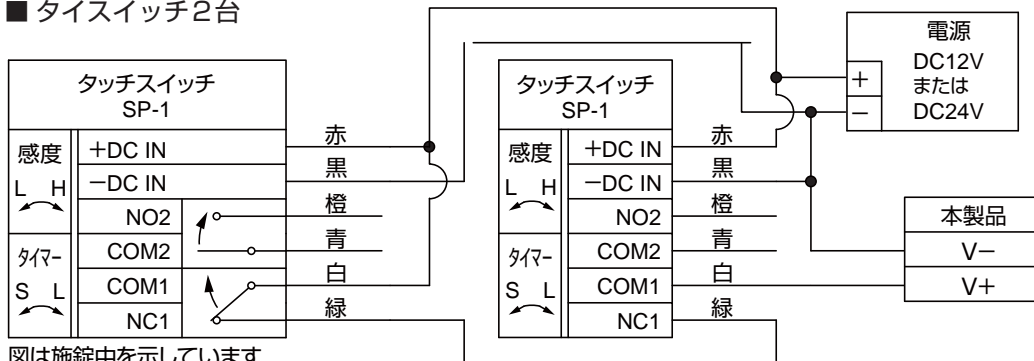 ■ タイスイッチ2台
タッチスイッチ
SP-1
感度
L H
タイマー
S L
+DC IN
−DC IN
NO2
COM2
COM1
NC1
赤
黒
橙
青
白
緑
タッチスイッチ
SP-1
感度
L H
タイマー
S L
+DC IN
−DC IN
NO2
COM2
COM1
NC1
赤
黒
橙
青
白
緑
電源
DC12V
または
DC24V
+
−
本製品
V−
V+
図は施錠中を示しています